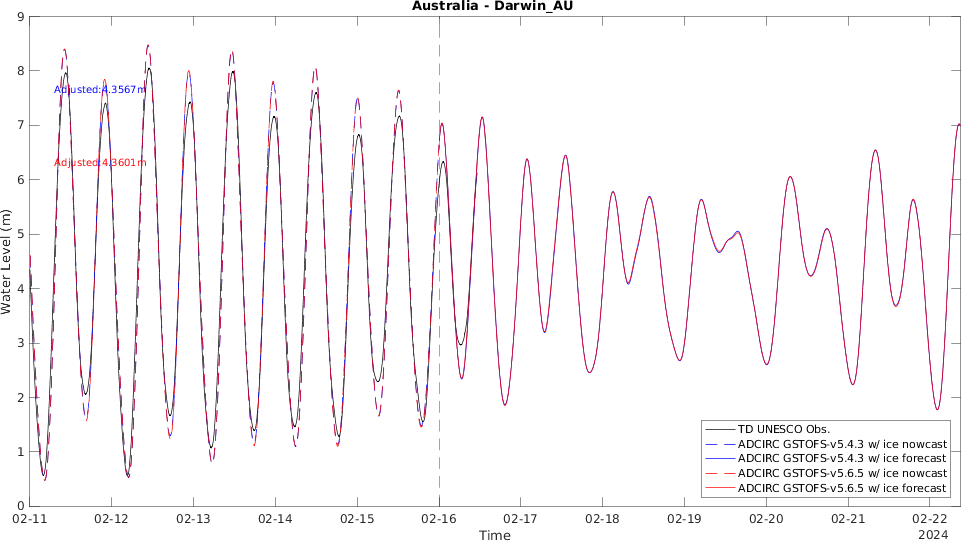 Australia - Darwin_AU
9
8
Adjusted:4.3567m
7
Adjusted:4.3601m
6
5
Water Level (m)
4
3
2
TD UNESCO Obs.
ADCIRC GSTOFS-v5.4.3 w/ ice nowcast
1
ADCIRC GSTOFS-v5.4.3 w/ ice forecast
ADCIRC GSTOFS-v5.6.5 w/ ice nowcast
ADCIRC GSTOFS-v5.6.5 w/ ice forecast
0
02-11 02-12 02-13 02-14 02-15 02-16 02-17 02-18 02-19 02-20 02-21 02-22
Time
2024